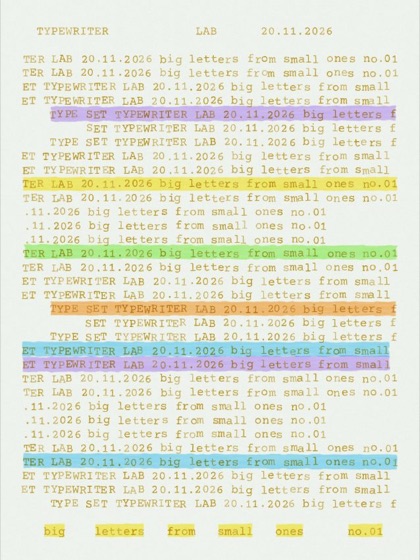 TYPEWRITER LAB 20.11.2026
TER LAB 20.11.2026 big letters from small ones no.01
TER LAB 20.11.2026 big letters from small ones no.01
ET TYPEWRITER LAB 20.11.2026 big letters from small
ET TYPEWRITER LAB 20.11.2026 big letters from small
TYPE SET TYPEWRITER LAB 20.11.2026 big letters f
SET TYPEWRITER LAB 20.11.2026 big letters f
TYPE SET TYPEWRITER LAB 20.11.2026 big letters f
ET TYPEWRITER LAB 20.11.2026 big letters from small
ET TYPEWRITER LAB 20.11.2026 big letters from small
TER LAB 20.11.2026 big letters from small ones no.01
TER LAB 20.11.2026 big letters from small ones no.01
.11.2026 big letters from small ones no.01
.11.2026 big letters from small ones no.01
.11.2026 big letters from small ones no.01
TER LAB 20.11.2026 big letters from small ones no.01
TER LAB 20.11.2026 big letters from small ones no.01
ET TYPEWRITER LAB 20.11.2026 big letters from small
ET TYPEWRITER LAB 20.11.2026 big letters from small
TYPE SET TYPEWRITER LAB 20.11.2026 big letters f
SET TYPEWRITER LAB 20.11.2026 big letters f
TYPE SET TYPEWRITER LAB 20.11.2026 big letters f
ET TYPEWRITER LAB 20.11.2026 big letters from small
ET TYPEWRITER LAB 20.11.2026 big letters from small
TER LAB 20.11.2026 big letters from small ones no.01
TER LAB 20.11.2026 big letters from small ones no.01
.11.2026 big letters from small ones no.01
.11.2026 big letters from small ones no.01
.11.2026 big letters from small ones no.01
TER LAB 20.11.2026 big letters from small ones no.01
TER LAB 20.11.2026 big letters from small ones no.01
ET TYPEWRITER LAB 20.11.2026 big letters from small
ET TYPEWRITER LAB 20.11.2026 big letters from small
TYPE SET TYPEWRITER LAB 20.11.2026 big letters f
big letters from small ones no.01